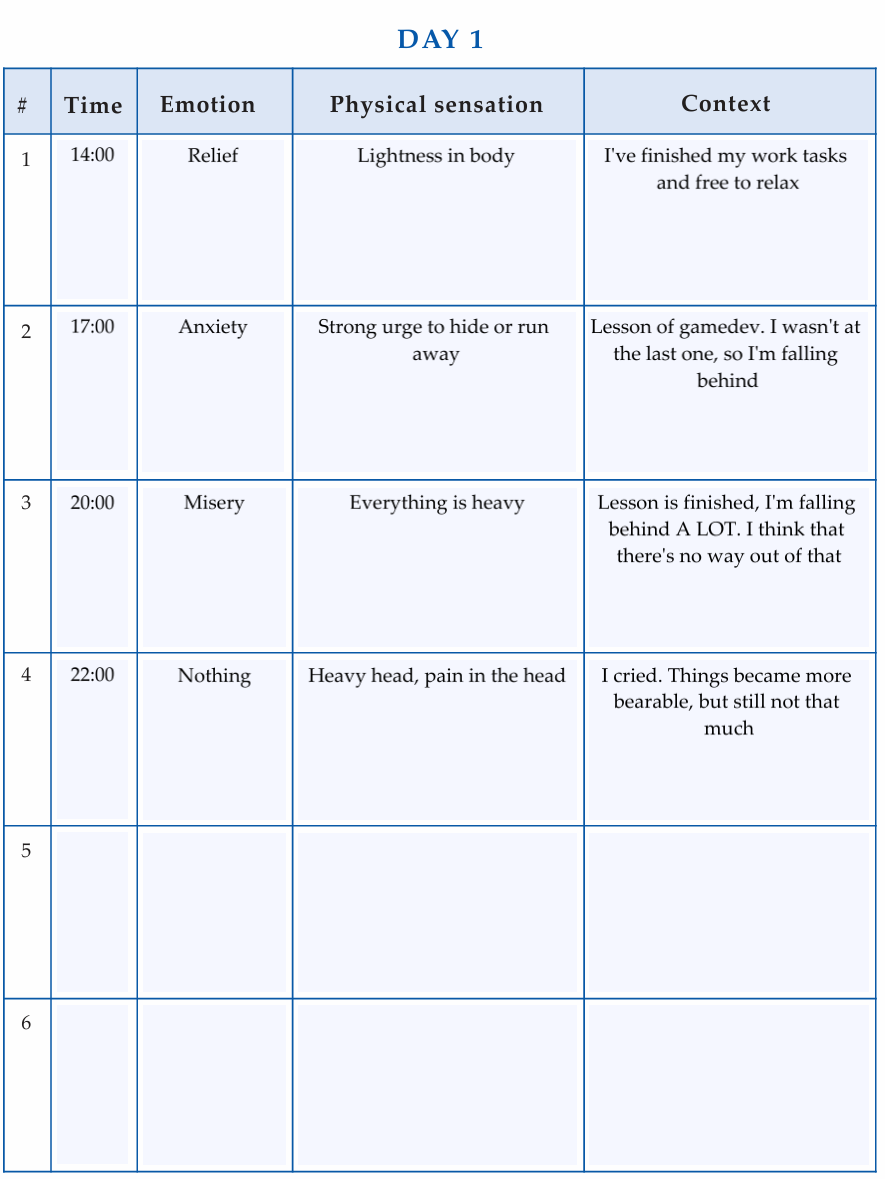 DAY 1
# Time Emotion Physical sensation Context
1 14:00 Relief Lightness in body I've finished my work tasks
and free to relax
2 17:00 Anxiety Strong urge to hide or run Lesson of gamedev. I wasn't at
away the last one, so I'm falling
behind
3 20:00 Misery Everything is heavy Lesson is finished, I'm falling
behind A LOT. I think that
there's no way out of that
4 22:00 Nothing Heavy head, pain in the head I cried. Things became more
bearable, but still not that
much
5
6